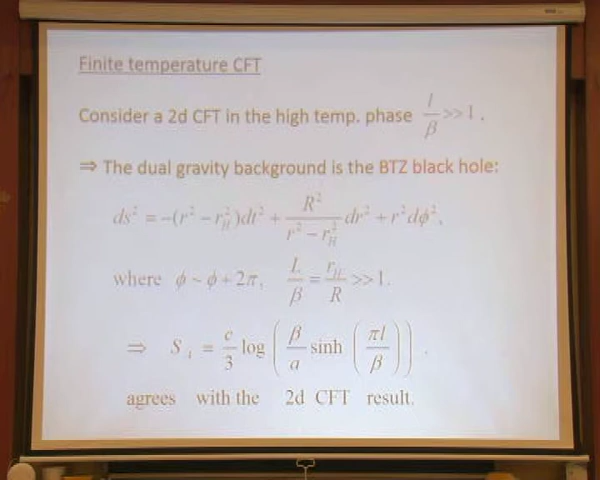 Finite temperature CFT
Consider a 2d CFT in the high temp. phase l/β >> 1 .
⇒ The dual gravity background is the BTZ black hole:
ds² = −(r² − r_H²)dt² + R²/(r² − r_H²) dr² + r²dφ²,
where φ ~ φ + 2π, L/β = r_H/R >> 1.
⇒ S_A = c/3 log( β/a sinh( πl/β ) ) .
agrees with the 2d CFT result.